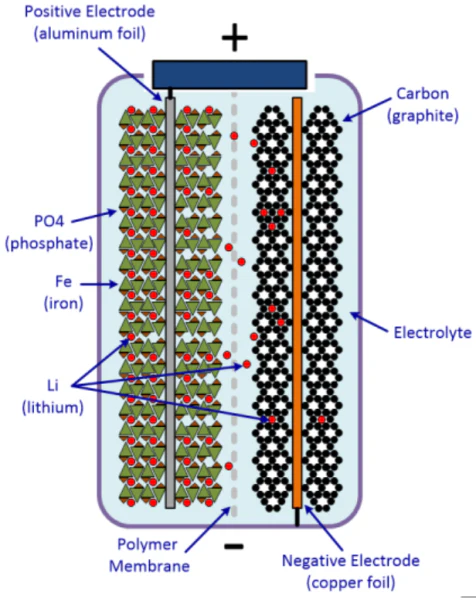 Positive Electrode
(aluminum foil)
+
Carbon
(graphite)
PO4
(phosphate)
Fe
(iron)
Electrolyte
Li
(lithium)
Polymer
Membrane
-
Negative Electrode
(copper foil)